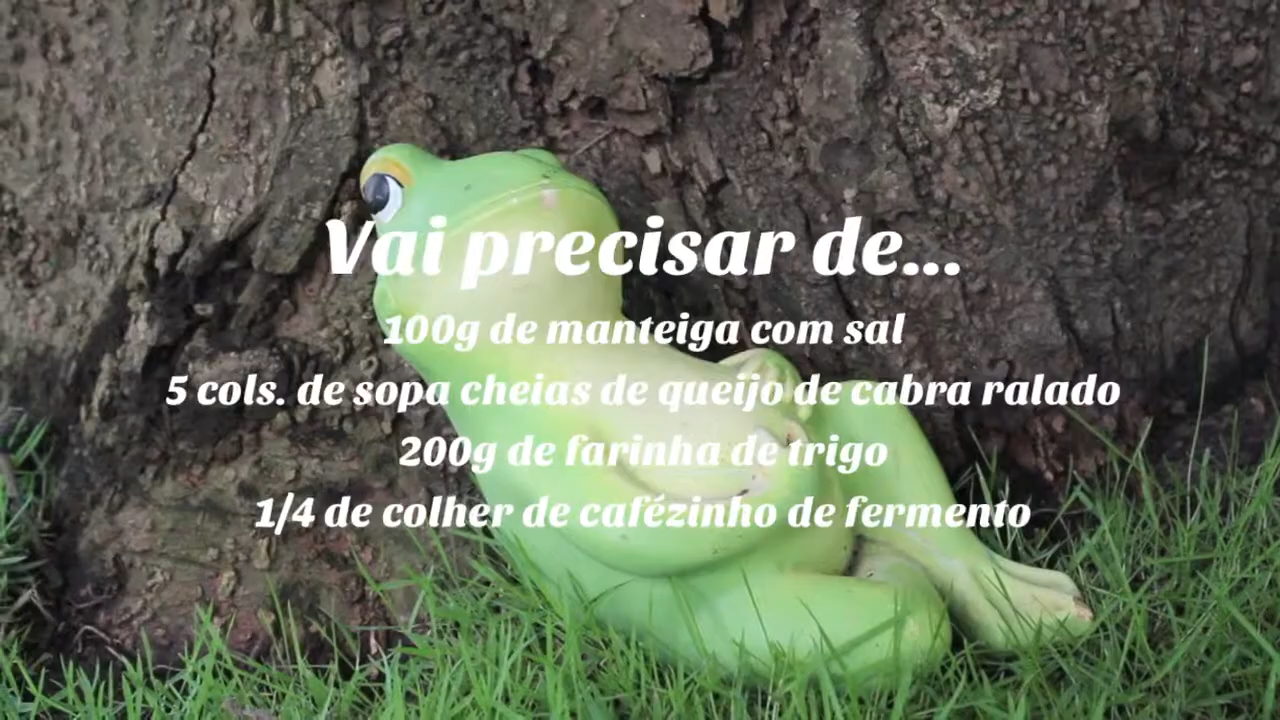 Vai precisar de...
100g de manteiga com sal
5 cols. de sopa cheias de queijo de cabra ralado
200g de farinha de trigo
1/4 de colher de cafézinho de fermento